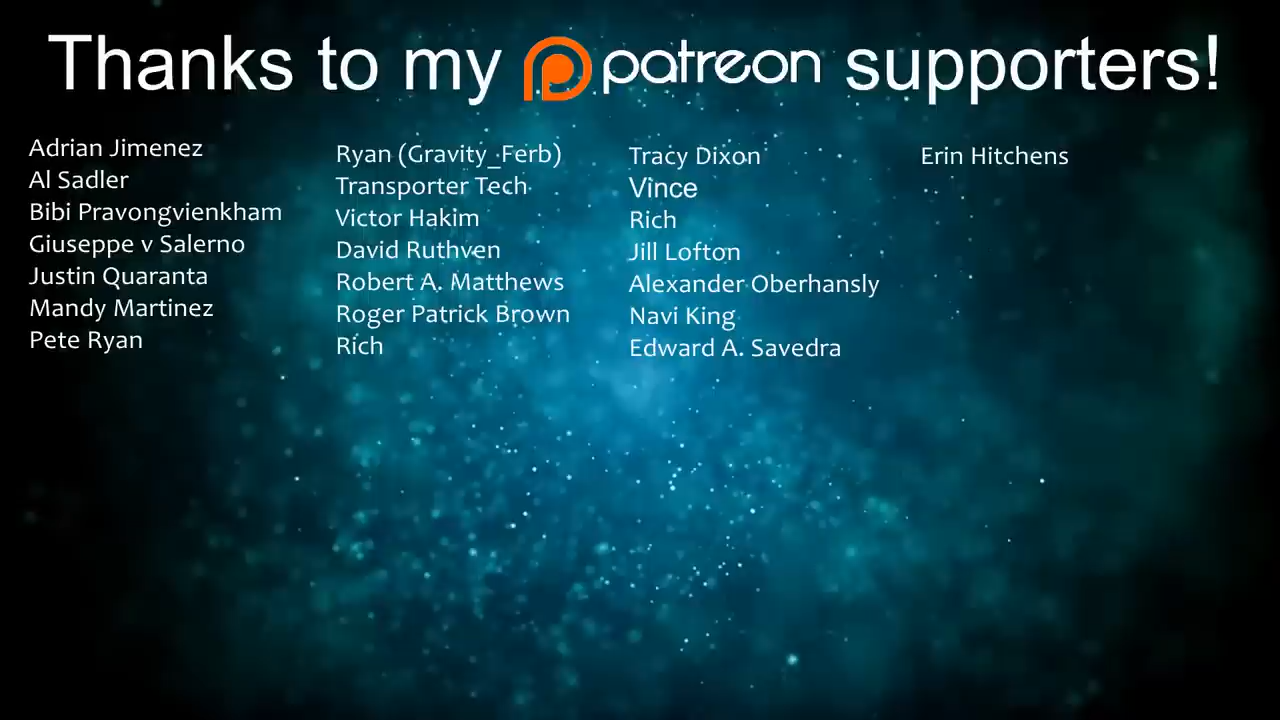 Thanks to my patreon supporters!
Adrian Jimenez
Al Sadler
Bibi Pravongvienkham
Giuseppe v Salerno
Justin Quaranta
Mandy Martinez
Pete Ryan
Ryan (Gravity_Ferb)
Transporter Tech
Victor Hakim
David Ruthven
Robert A. Matthews
Roger Patrick Brown
Rich
Tracy Dixon
Vince
Rich
Jill Lofton
Alexander Oberhansly
Navi King
Edward A. Savedra
Erin Hitchens